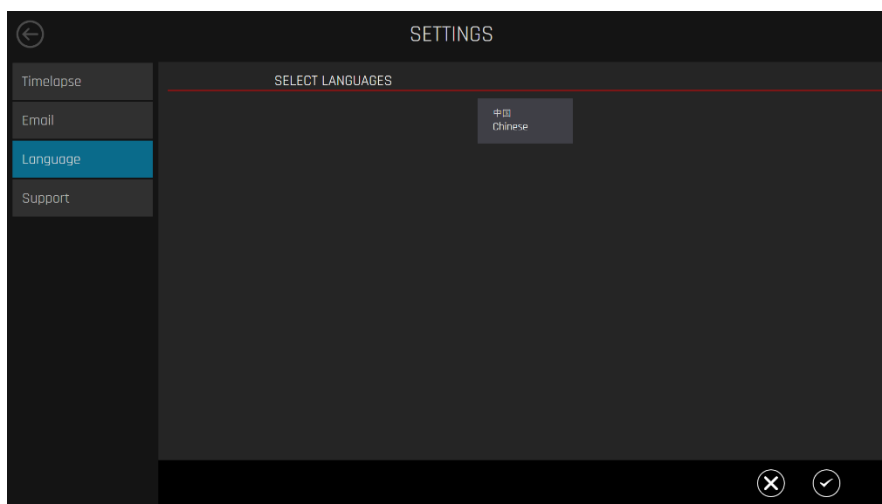 SETTINGS
Timelapse
SELECT LANGUAGES
Email
中国
Chinese
Language
Support